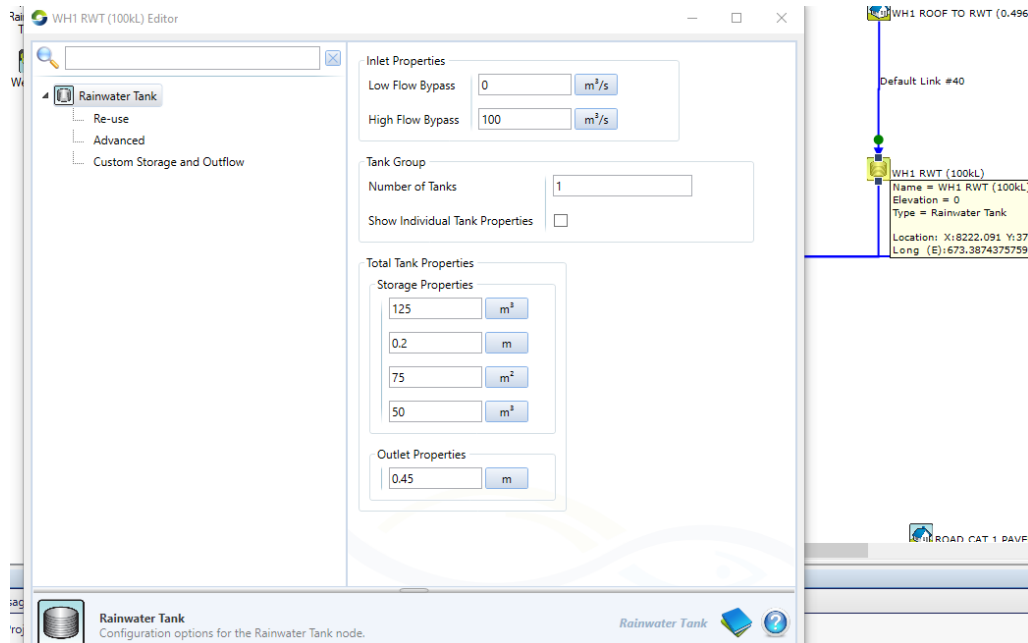 WH1 RWT (100kL) Editor
Rainwater Tank
Re-use
Advanced
Custom Storage and Outflow
Inlet Properties
Low Flow Bypass 0 m³/s
High Flow Bypass 100 m³/s
Tank Group
Number of Tanks 1
Show Individual Tank Properties
Total Tank Properties
Storage Properties
125 m³
0.2 m
75 m²
50 m³
Outlet Properties
0.45 m
Rainwater Tank
Configuration options for the Rainwater Tank node.
Rainwater Tank
WH1 ROOF TO RWT (0.496
Default Link #40
WH1 RWT (100kL)
Name = WH1 RWT (100kL)
Elevation = 0
Type = Rainwater Tank
Location: X:8222.091 Y:37
Long (E):673.3874375759
ROAD CAT 1 PAVE